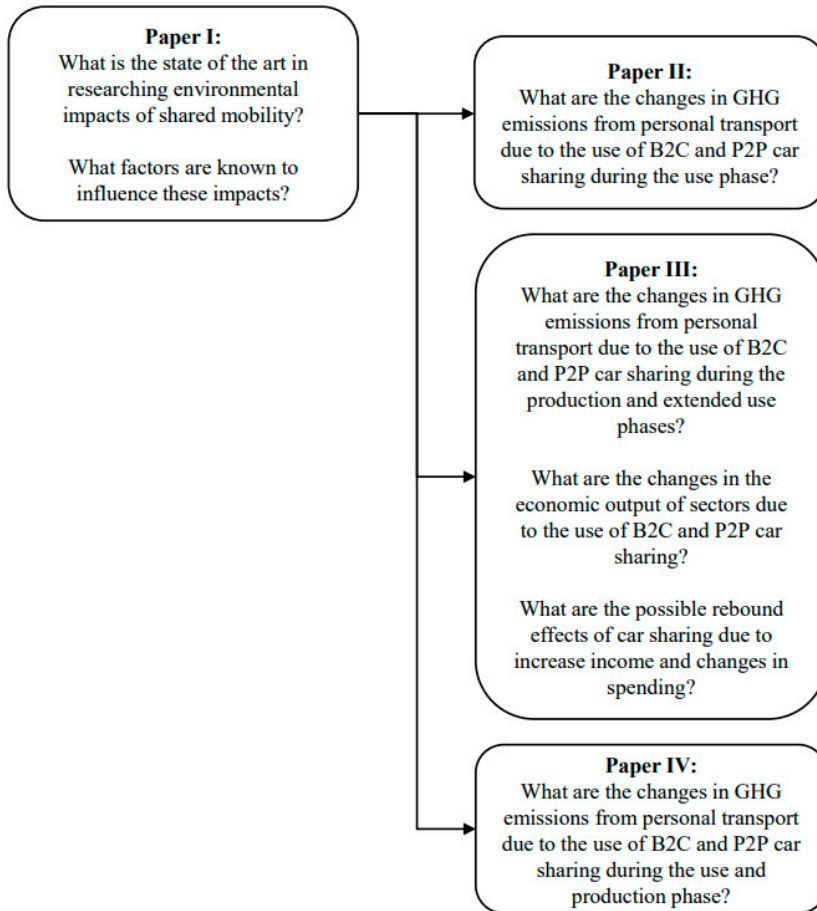 Paper I:
What is the state of the art in
researching environmental
impacts of shared mobility?
What factors are known to
influence these impacts?
Paper II:
What are the changes in GHG
emissions from personal transport
due to the use of B2C and P2P car
sharing during the use phase?
Paper III:
What are the changes in GHG
emissions from personal
transport due to the use of B2C
and P2P car sharing during the
production and extended use
phases?
What are the changes in the
economic output of sectors due
to the use of B2C and P2P car
sharing?
What are the possible rebound
effects of car sharing due to
increase income and changes in
spending?
Paper IV:
What are the changes in GHG
emissions from personal transport
due to the use of B2C and P2P car
sharing during the use and
production phase?